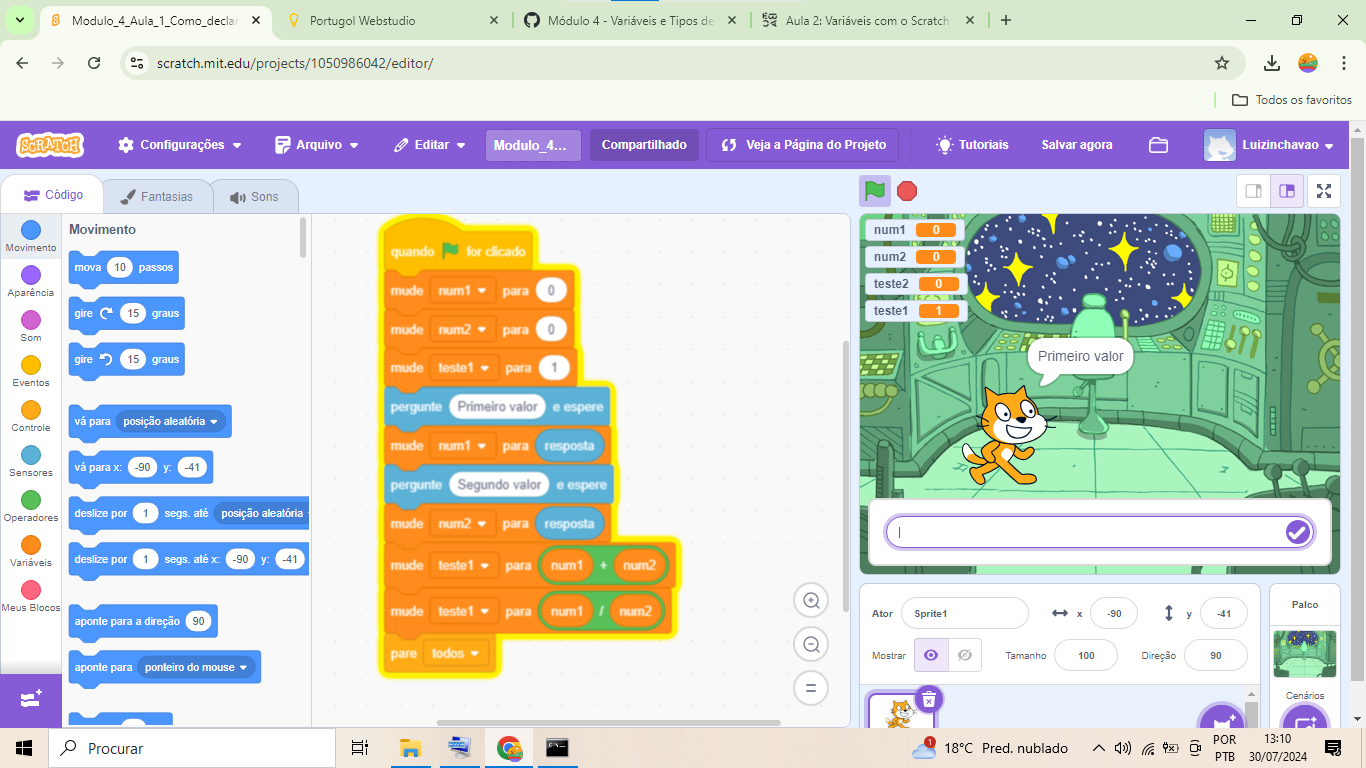 Modulo_4_Aula_1_Como_declar
Portugol Webstudio
Módulo 4 - Variáveis e Tipos de
Aula 2: Variáveis com o Scratch
scratch.mit.edu/projects/1050986042/editor/
Todos os favoritos
SCRATCH
Configurações
Arquivo
Editar
Modulo_4...
Compartilhado
Veja a Página do Projeto
Tutoriais
Salvar agora
Luizinchavao
Código
Fantasias
Sons
Movimento
Aparência
Som
Eventos
Controle
Sensores
Operadores
Variáveis
Meus Blocos
Movimento
mova 10 passos
gire 15 graus
gire 15 graus
vá para posição aleatória
vá para x: -90 y: -41
deslize por 1 segs. até posição aleatória
deslize por 1 segs. até x: -90 y: -41
aponte para a direção 90
aponte para ponteiro do mouse
quando for clicado
mude num1 para 0
mude num2 para 0
mude teste1 para 1
pergunte Primeiro valor e espere
mude num1 para resposta
pergunte Segundo valor e espere
mude num2 para resposta
mude teste1 para num1 + num2
mude teste1 para num1 / num2
pare todos
num1 0
num2 0
teste2 0
teste1 1
Primeiro valor
Ator Sprite1 x -90 y -41
Mostrar Tamanho 100 Direção 90
Palco
Cenários
Procurar
1
18°C Pred. nublado
POR
PTB
13:10
30/07/2024